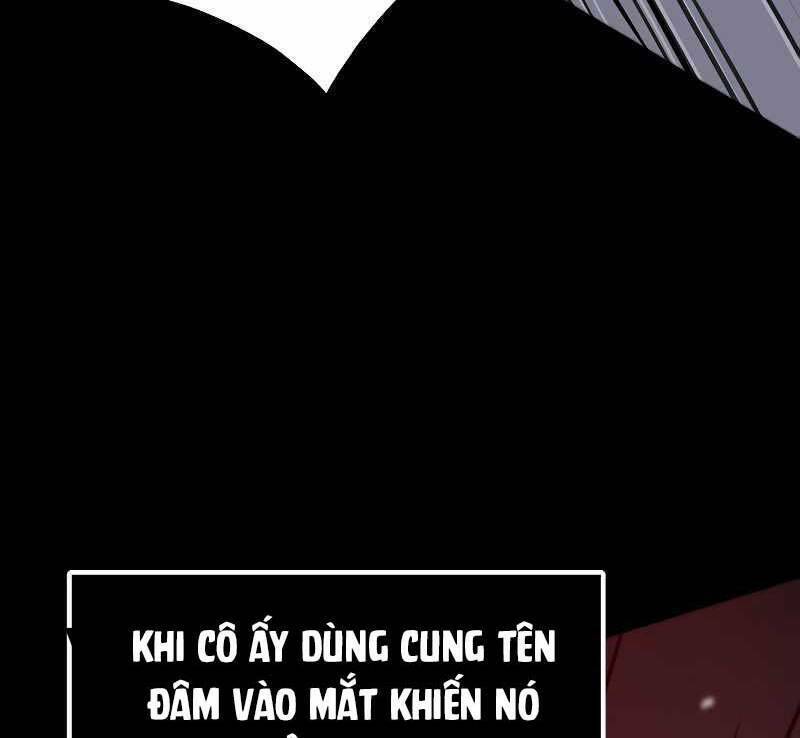 KHI CÔ ẤY DÙNG CUNG TÊN
ĐÂM VÀO MẮT KHIẾN NÓ